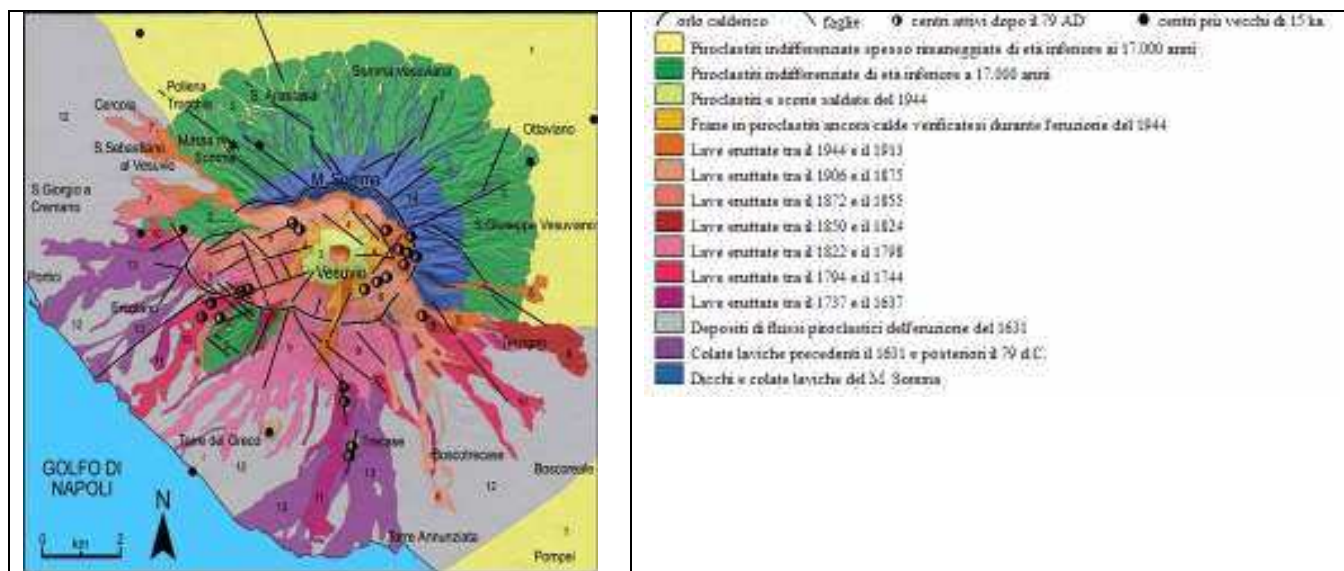 Somma Vesuviana
Pollena
Trocchia
S. Anastasia
Cercola
Massa di
Somma
Ottaviano
S.Sebastiano
al Vesuvio
M. Somma
S.Giorgio a
Cremano
S.Giuseppe Vesuviano
Vesuvio
Portici
Ercolano
Terzigno
Torre del Greco
Trecase
Boscotrecase
Boscoreale
GOLFO DI
NAPOLI
N
0 km 2
Torre Annunziata
Pompei
orlo calderico faglie centri attivi dopo il 79 AD centri più vecchi di 15 ka
Piroclastiti indifferenziate spesso rimaneggiate di età inferiore ai 17.000 anni
Piroclastiti indifferenziate di età inferiore a 17.000 anni
Piroclastiti e scorie saldate del 1944
Frane in piroclastiti ancora calde verificatesi durante l'eruzione del 1944
Lave eruttate tra il 1944 e il 1913
Lave eruttate tra il 1906 e il 1875
Lave eruttate tra il 1872 e il 1855
Lave eruttate tra il 1850 e il 1824
Lave eruttate tra il 1822 e il 1798
Lave eruttate tra il 1794 e il 1744
Lave eruttate tra il 1737 e il 1637
Depositi di flussi piroclastici dell'eruzione del 1631
Colate laviche precedenti il 1631 e posteriori il 79 d.C.
Dicchi e colate laviche del M. Somma